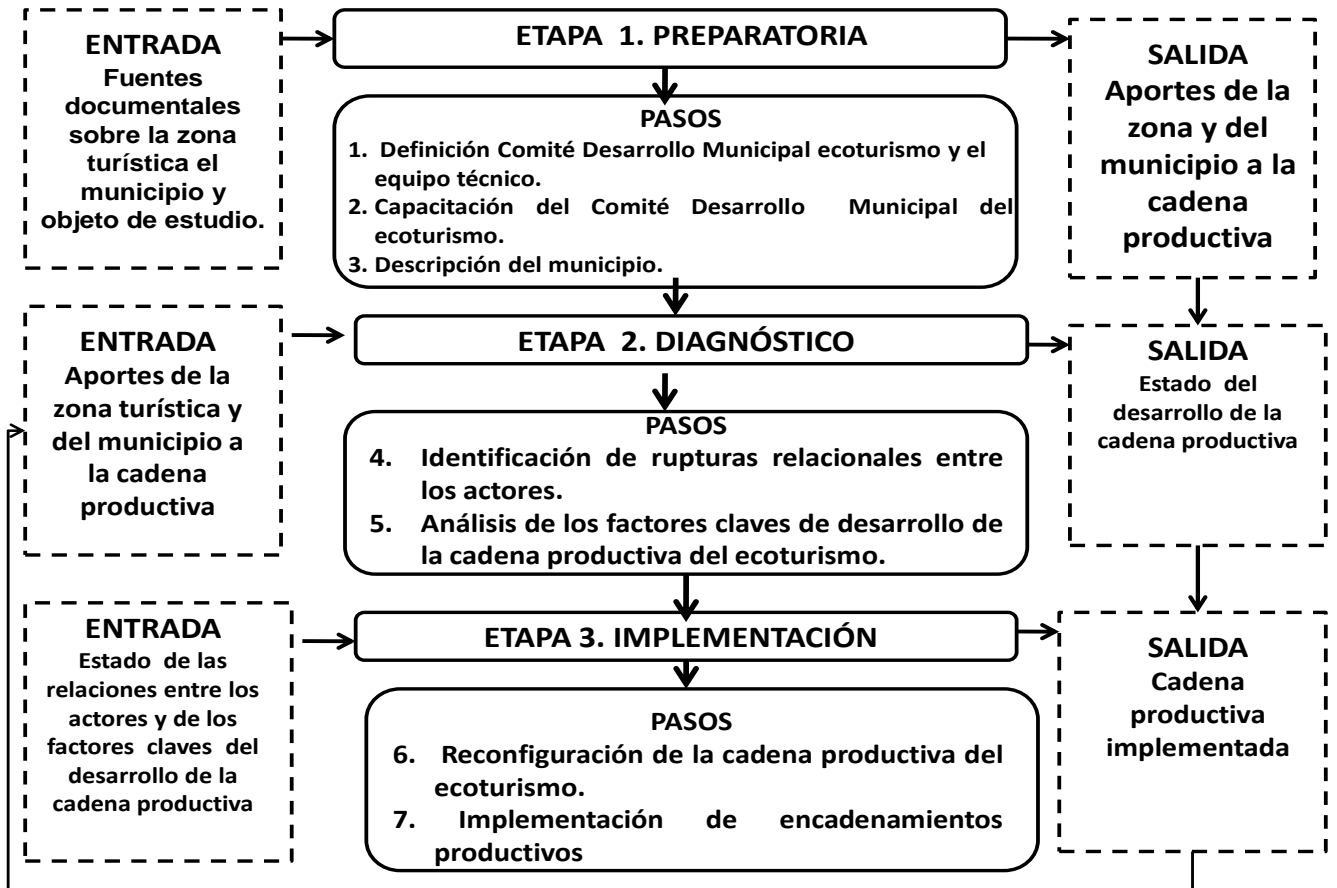 ENTRADA
Fuentes
documentales
sobre la zona
turística el
municipio y
objeto de estudio.
ETAPA 1. PREPARATORIA
PASOS
1. Definición Comité Desarrollo Municipal ecoturismo y el
equipo técnico.
2. Capacitación del Comité Desarrollo Municipal del
ecoturismo.
3. Descripción del municipio.
SALIDA
Aportes de la
zona y del
municipio a la
cadena
productiva
ENTRADA
Aportes de la
zona turística y
del municipio a
la cadena
productiva
ETAPA 2. DIAGNÓSTICO
PASOS
4. Identificación de rupturas relacionales entre
los actores.
5. Análisis de los factores claves de desarrollo de
la cadena productiva del ecoturismo.
SALIDA
Estado del
desarrollo de la
cadena productiva
ENTRADA
Estado de las
relaciones entre los
actores y de los
factores claves del
desarrollo de la
cadena productiva
ETAPA 3. IMPLEMENTACIÓN
PASOS
6. Reconfiguración de la cadena productiva del
ecoturismo.
7. Implementación de encadenamientos
productivos
SALIDA
Cadena
productiva
implementada